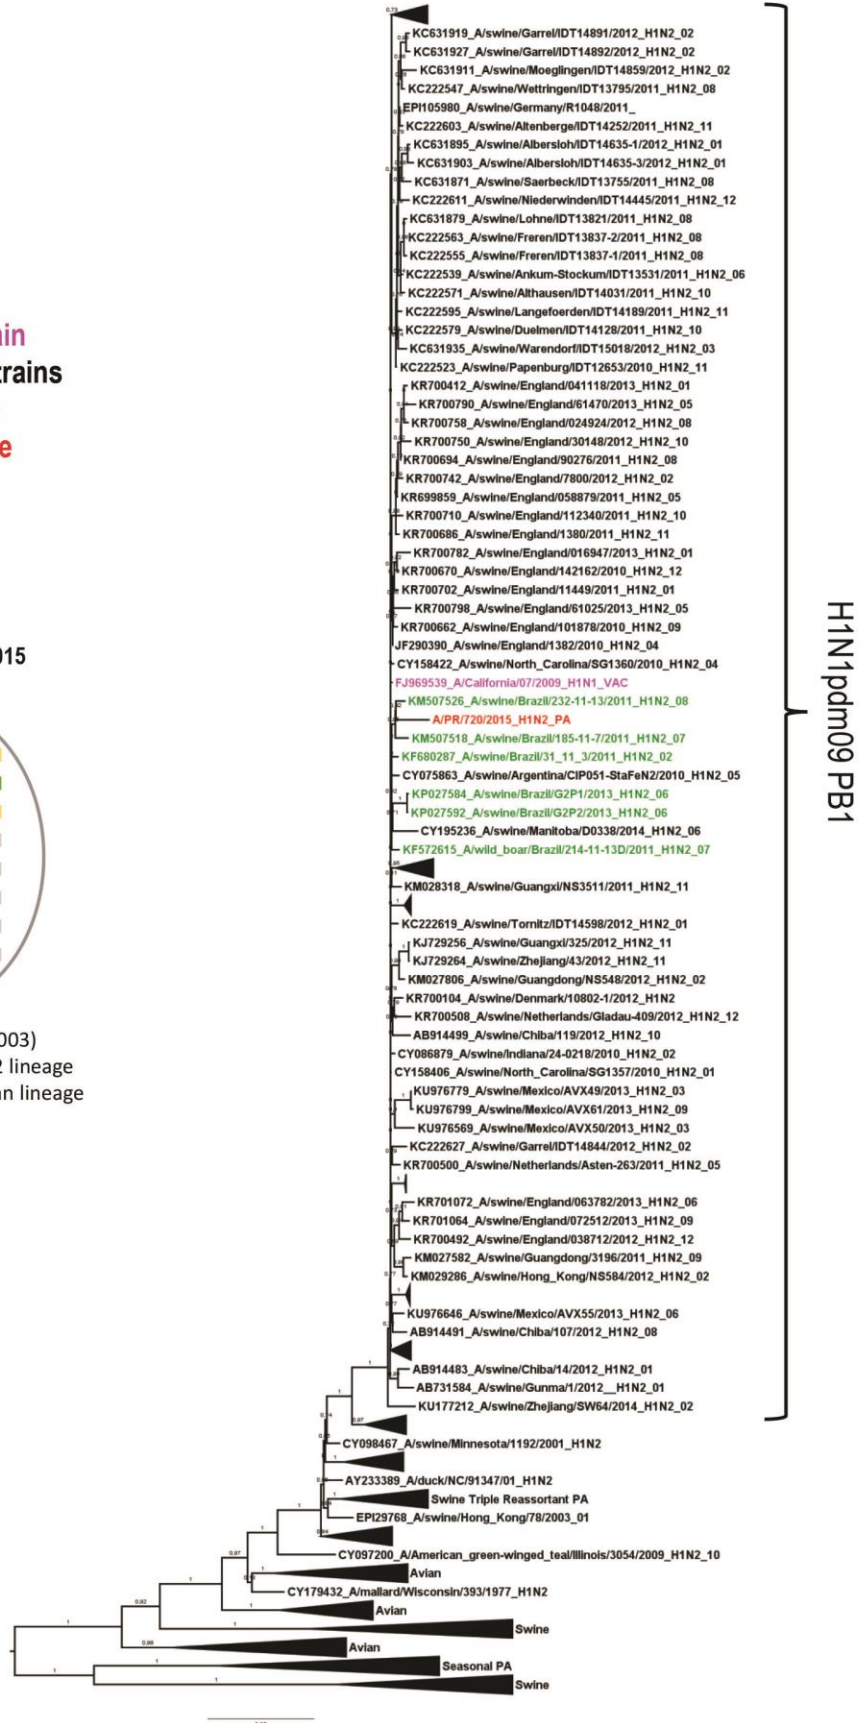 0.73
KC631919_A/swine/Garrel/IDT14891/2012_H1N2_02
KC631927_A/swine/Garrel/IDT14892/2012_H1N2_02
KC631911_A/swine/Moeglingen/IDT14859/2012_H1N2_02
KC222547_A/swine/Wettringen/IDT13795/2011_H1N2_08
EPI105980_A/swine/Germany/R1048/2011_
KC222603_A/swine/Altenberge/IDT14252/2011_H1N2_11
KC631895_A/swine/Albersloh/IDT14635-1/2012_H1N2_01
KC631903_A/swine/Albersloh/IDT14635-3/2012_H1N2_01
KC631871_A/swine/Saerbeck/IDT13755/2011_H1N2_08
KC222611_A/swine/Niederwinden/IDT14445/2011_H1N2_12
KC631879_A/swine/Lohne/IDT13821/2011_H1N2_08
KC222563_A/swine/Freren/IDT13837-2/2011_H1N2_08
KC222555_A/swine/Freren/IDT13837-1/2011_H1N2_08
KC222539_A/swine/Ankum-Stockum/IDT13531/2011_H1N2_06
KC222571_A/swine/Althausen/IDT14031/2011_H1N2_10
KC222595_A/swine/Langefoerden/IDT14189/2011_H1N2_11
KC222579_A/swine/Duelmen/IDT14128/2011_H1N2_10
ain
KC631935_A/swine/Warendorf/IDT15018/2012_H1N2_03
KC222523_A/swine/Papenburg/IDT12653/2010_H1N2_11
trains
KR700412_A/swine/England/041118/2013_H1N2_01
KR700790_A/swine/England/61470/2013_H1N2_05
KR700758_A/swine/England/024924/2012_H1N2_08
KR700750_A/swine/England/30148/2012_H1N2_10
e
KR700694_A/swine/England/90276/2011_H1N2_08
KR700742_A/swine/England/7800/2012_H1N2_02
KR699859_A/swine/England/058879/2011_H1N2_05
KR700710_A/swine/England/112340/2011_H1N2_10
KR700686_A/swine/England/1380/2011_H1N2_11
KR700782_A/swine/England/016947/2013_H1N2_01
KR700670_A/swine/England/142162/2010_H1N2_12
KR700702_A/swine/England/11449/2011_H1N2_01
KR700798_A/swine/England/61025/2013_H1N2_05
KR700662_A/swine/England/101878/2010_H1N2_09
JF290390_A/swine/England/1382/2010_H1N2_04
015
CY158422_A/swine/North_Carolina/SG1360/2010_H1N2_04
FJ969539_A/California/07/2009_H1N1_VAC
KM507526_A/swine/Brazil/232-11-13/2011_H1N2_08
A/PR/720/2015_H1N2_PA
H1N1pdm09 PB1
KM507518_A/swine/Brazil/185-11-7/2011_H1N2_07
KF680287_A/swine/Brazil/31_11_3/2011_H1N2_02
CY075863_A/swine/Argentina/CIP051-StaFeN2/2010_H1N2_05
KP027584_A/swine/Brazil/G2P1/2013_H1N2_06
KP027592_A/swine/Brazil/G2P2/2013_H1N2_06
CY195236_A/swine/Manitoba/D0338/2014_H1N2_06
KF572615_A/wild_boar/Brazil/214-11-13D/2011_H1N2_07
KM028318_A/swine/Guangxi/NS3511/2011_H1N2_11
KC222619_A/swine/Tornitz/IDT14598/2012_H1N2_01
KJ729256_A/swine/Guangxi/325/2012_H1N2_11
KJ729264_A/swine/Zhejiang/43/2012_H1N2_11
KM027806_A/swine/Guangdong/NS548/2012_H1N2_02
KR700104_A/swine/Denmark/10802-1/2012_H1N2
KR700508_A/swine/Netherlands/Gladau-409/2012_H1N2_12
AB914499_A/swine/Chiba/119/2012_H1N2_10
003)
CY086879_A/swine/Indiana/24-0218/2010_H1N2_02
2 lineage
CY158406_A/swine/North_Carolina/SG1357/2010_H1N2_01
an lineage
KU976779_A/swine/Mexico/AVX49/2013_H1N2_03
KU976799_A/swine/Mexico/AVX61/2013_H1N2_09
KU976569_A/swine/Mexico/AVX50/2013_H1N2_03
KC222627_A/swine/Garrel/IDT14844/2012_H1N2_02
KR700500_A/swine/Netherlands/Asten-263/2011_H1N2_05
KR701072_A/swine/England/063782/2013_H1N2_06
KR701064_A/swine/England/072512/2013_H1N2_09
KR700492_A/swine/England/038712/2012_H1N2_12
KM027582_A/swine/Guangdong/3196/2011_H1N2_09
KM029286_A/swine/Hong_Kong/NS584/2012_H1N2_02
KU976646_A/swine/Mexico/AVX55/2013_H1N2_06
AB914491_A/swine/Chiba/107/2012_H1N2_08
AB914483_A/swine/Chiba/14/2012_H1N2_01
AB731584_A/swine/Gunma/1/2012__H1N2_01
KU177212_A/swine/Zhejiang/SW64/2014_H1N2_02
CY098467_A/swine/Minnesota/1192/2001_H1N2
AY233389_A/duck/NC/91347/01_H1N2
Swine Triple Reassortant PA
EPI29768_A/swine/Hong_Kong/78/2003_01
CY097200_A/American_green-winged_teal/Illinois/3054/2009_H1N2_10
0.97
Avian
CY179432_A/mallard/Wisconsin/393/1977_H1N2
0.92
Avian
Swine
Avian
Seasonal PA
Swine